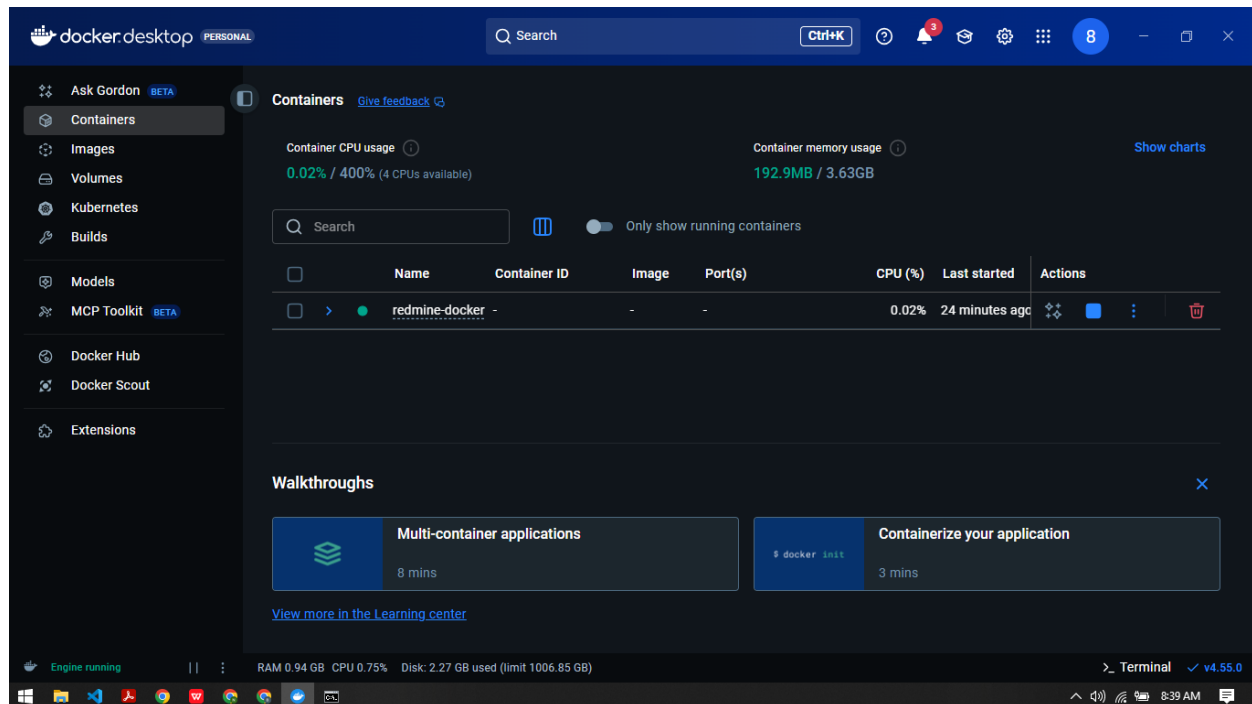 docker.desktop PERSONAL
Search
Ctrl+K
3
8
Ask Gordon BETA
Containers
Images
Volumes
Kubernetes
Builds
Models
MCP Toolkit BETA
Docker Hub
Docker Scout
Extensions
Containers Give feedback
Container CPU usage
0.02% / 400% (4 CPUs available)
Container memory usage
192.9MB / 3.63GB
Show charts
Search
Only show running containers
Name Container ID Image Port(s) CPU (%) Last started Actions
redmine-docker - - - 0.02% 24 minutes ago
Walkthroughs
Multi-container applications
8 mins
$ docker init
Containerize your application
3 mins
View more in the Learning center
Engine running
RAM 0.94 GB CPU 0.75% Disk: 2.27 GB used (limit 1006.85 GB)
>_ Terminal
v4.55.0
8:39 AM